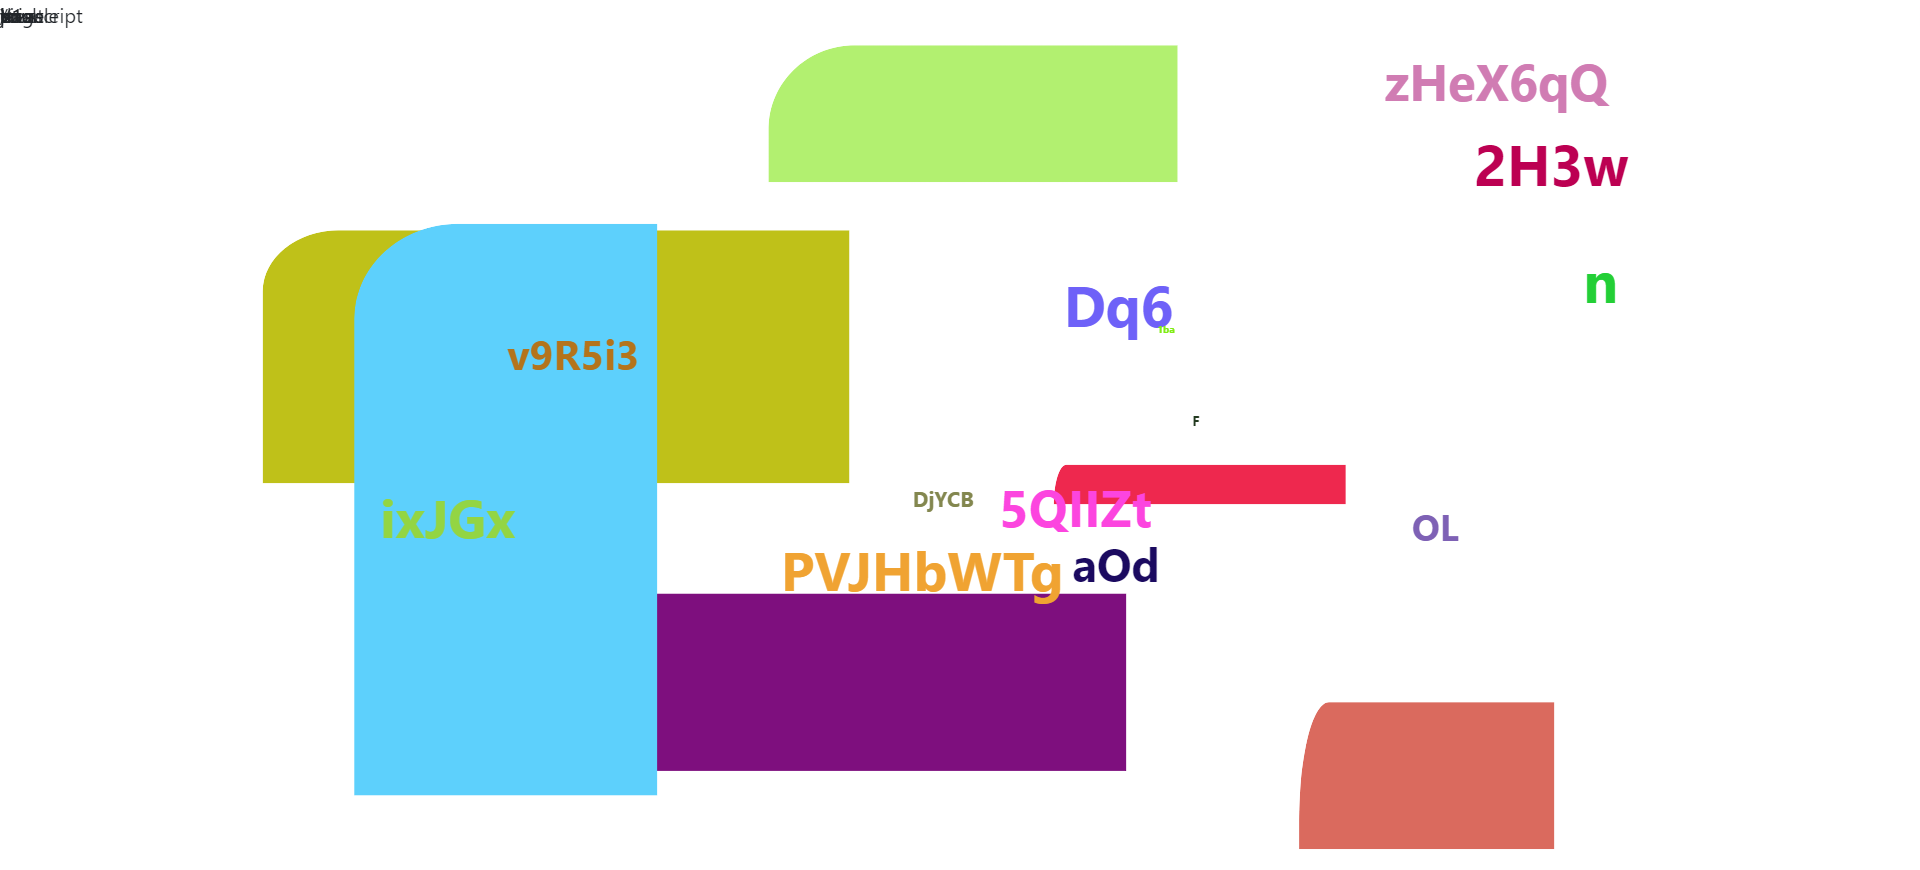 zHeX6qQ
2H3w
n
Dq6
v9R5i3
F
DjYCB
5QIIZt
ixJGx
OL
PVJHbWTg
aOd